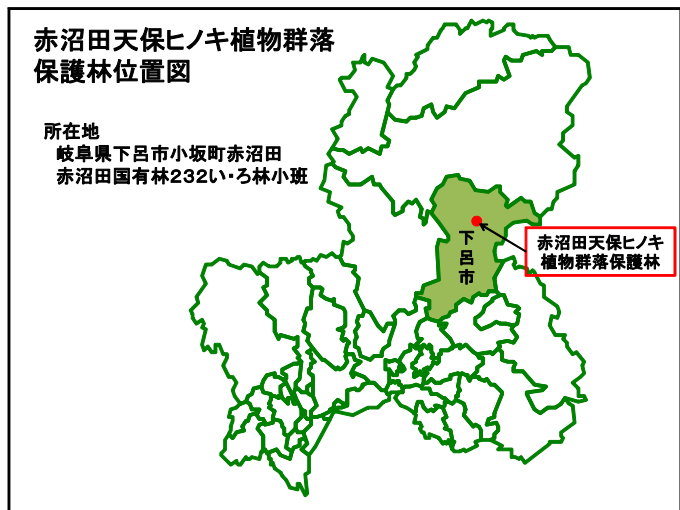 赤沼田天保ヒノキ植物群落
保護林位置図
所在地
岐阜県下呂市小坂町赤沼田
赤沼田国有林232い・ろ林小班
下呂市
赤沼田天保ヒノキ
植物群落保護林